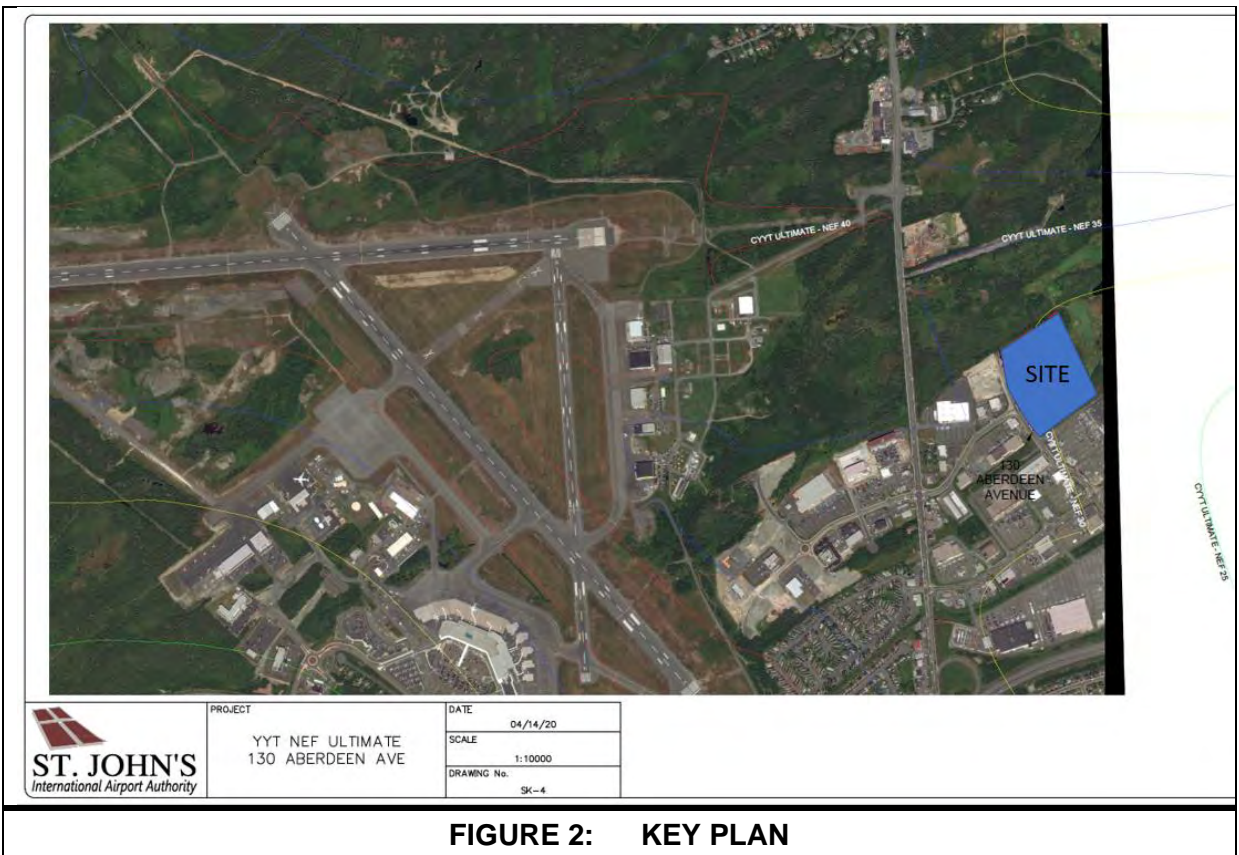 CYYT ULTIMATE - NEF 40
CYYT ULTIMATE - NEF 35
SITE
130
ABERDEEN
AVENUE
CYYT ULTIMATE - NEF 30
CYYT ULTIMATE - NEF 25
ST. JOHN'S
International Airport Authority
PROJECT
YYT NEF ULTIMATE
130 ABERDEEN AVE
DATE
04/14/20
SCALE
1:10000
DRAWING No.
SK-4
FIGURE 2: KEY PLAN